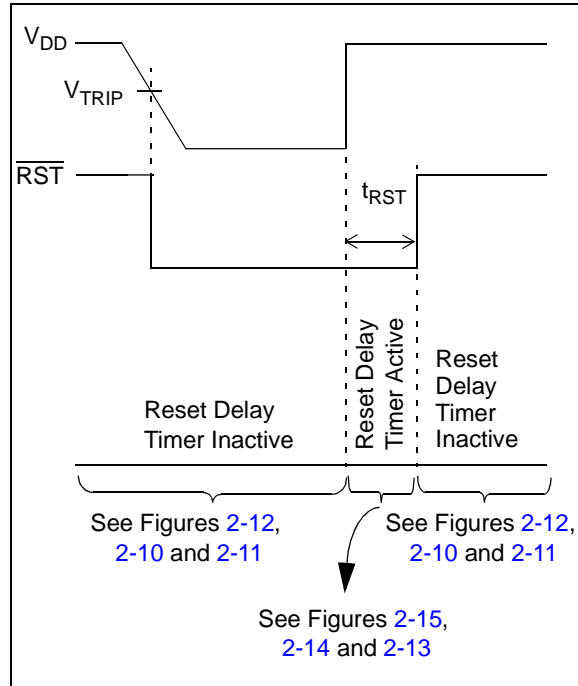 VDD
VTRIP
RST
tRST
Reset Delay
Timer Inactive
Reset Delay
Timer Active
Reset
Delay
Timer
Inactive
See Figures 2-12,
2-10 and 2-11
See Figures 2-12,
2-10 and 2-11
See Figures 2-15,
2-14 and 2-13